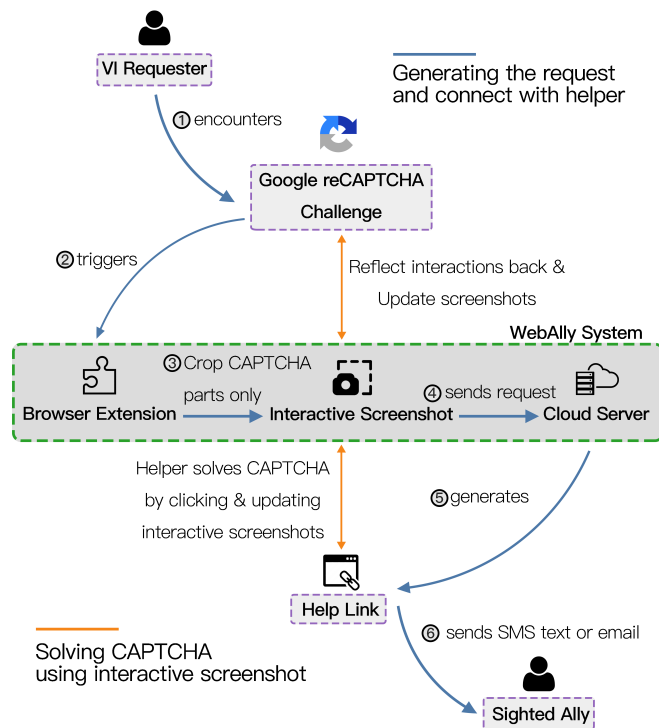 VI Requester
Generating the request
and connect with helper
① encounters
Google reCAPTCHA
Challenge
② triggers
Reflect interactions back &
Update screenshots
WebAlly System
③ Crop CAPTCHA
parts only
④ sends request
Browser Extension
Interactive Screenshot
Cloud Server
Helper solves CAPTCHA
by clicking & updating
interactive screenshots
⑤ generates
Help Link
⑥ sends SMS text or email
Solving CAPTCHA
using interactive screenshot
Sighted Ally